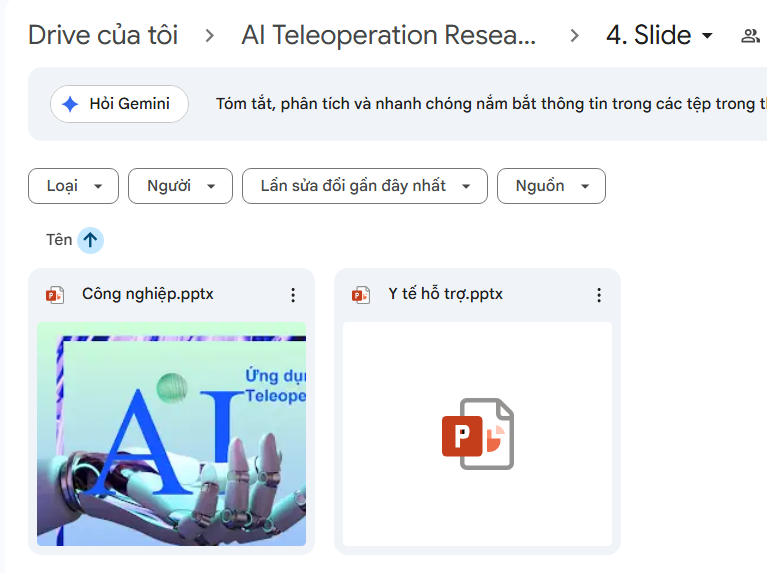 Drive của tôi > AI Teleoperation Resea... > 4. Slide
Hỏi Gemini Tóm tắt, phân tích và nhanh chóng nắm bắt thông tin trong các tệp trong
Loại Người Lần sửa đổi gần đây nhất Nguồn
Tên
Công nghiệp.pptx
Y tế hỗ trợ.pptx
Ứng
AI
P